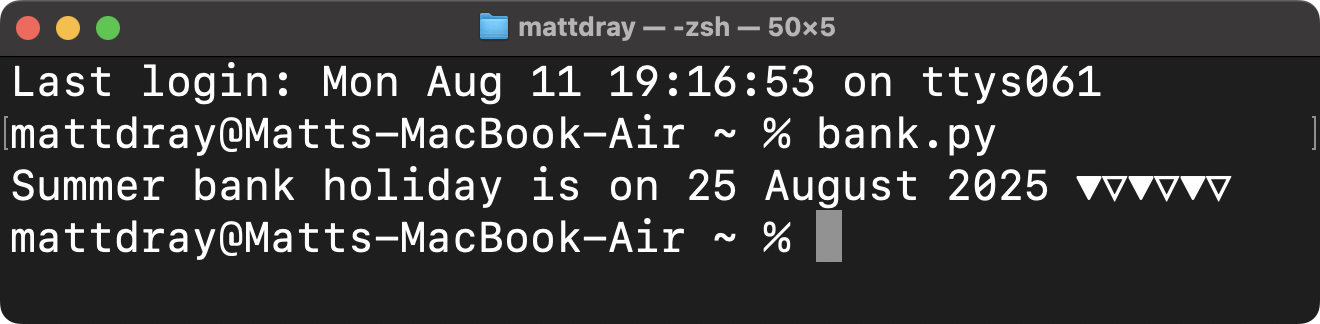 mattdray — -zsh — 50×5
Last login: Mon Aug 11 19:16:53 on ttys061
[mattdray@Matts-MacBook-Air ~ % bank.py ]
Summer bank holiday is on 25 August 2025 ▼▽▼▽▼▽
mattdray@Matts-MacBook-Air ~ %